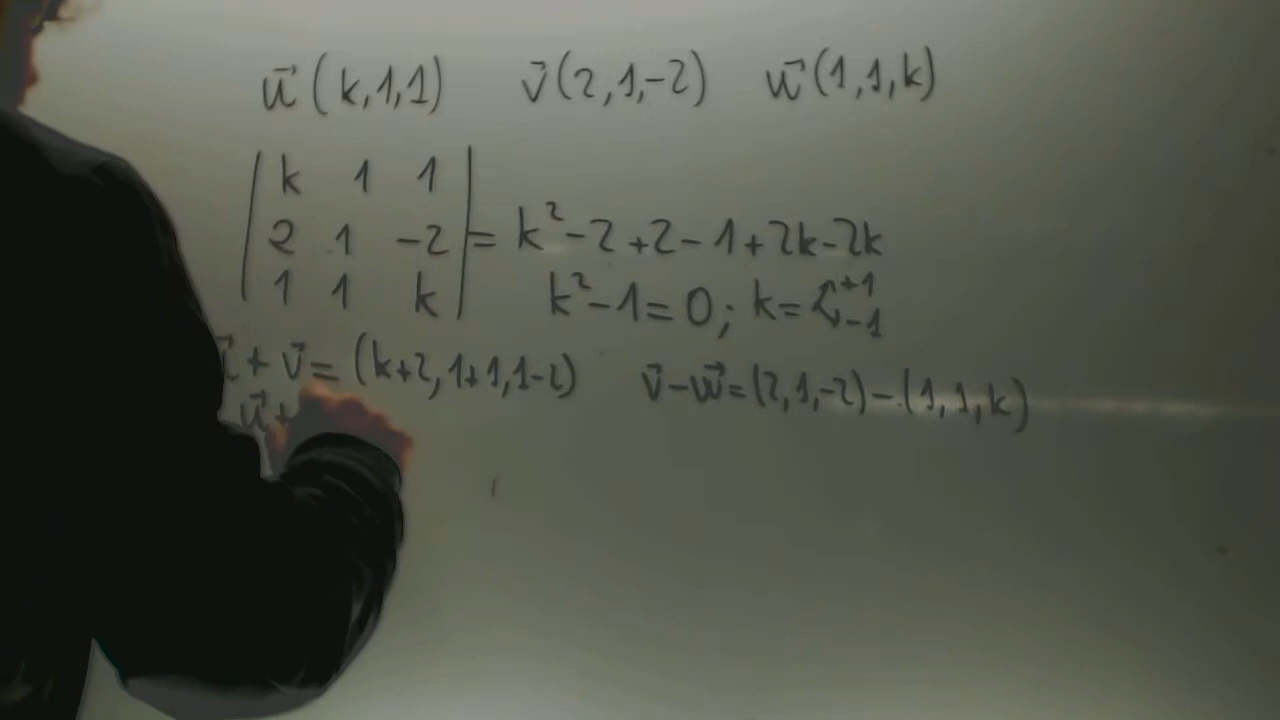 u⃗ (k,1,1) v⃗(2,1,-2) w⃗(1,1,k)
| k 1 1 |
| 2 1 -2 | = k²-2+2-1+2k-2k
| 1 1 k | k²-1=0; k= +1 -1
+ v⃗ = (k+2, 1+1, 1-2) v⃗-w⃗=(2,1,-2)-(1,1,k)
u⃗+